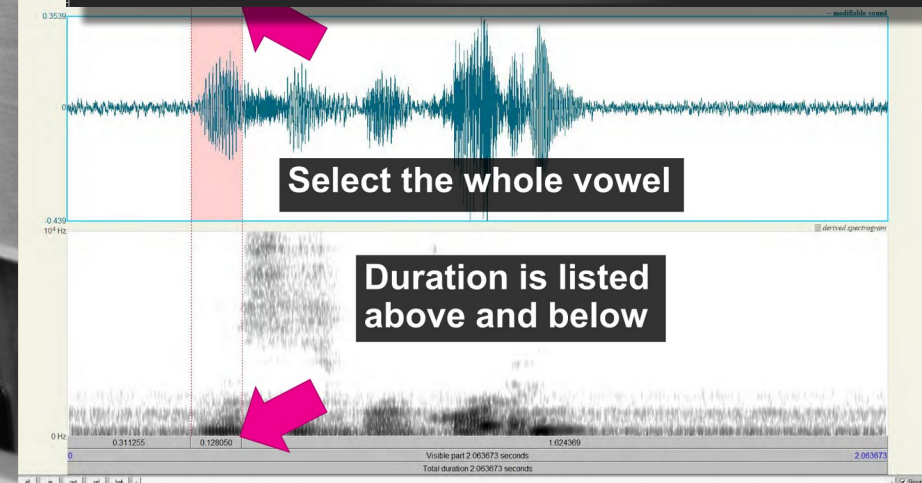 0.3539
-- modifiable sound
0
Select the whole vowel
-0.439
10⁴ Hz
derived spectrogram
Duration is listed
above and below
0 Hz
0.311255 0.128050 1.624369
0 Visible part 2.063673 seconds 2.063673
Total duration 2.063673 seconds